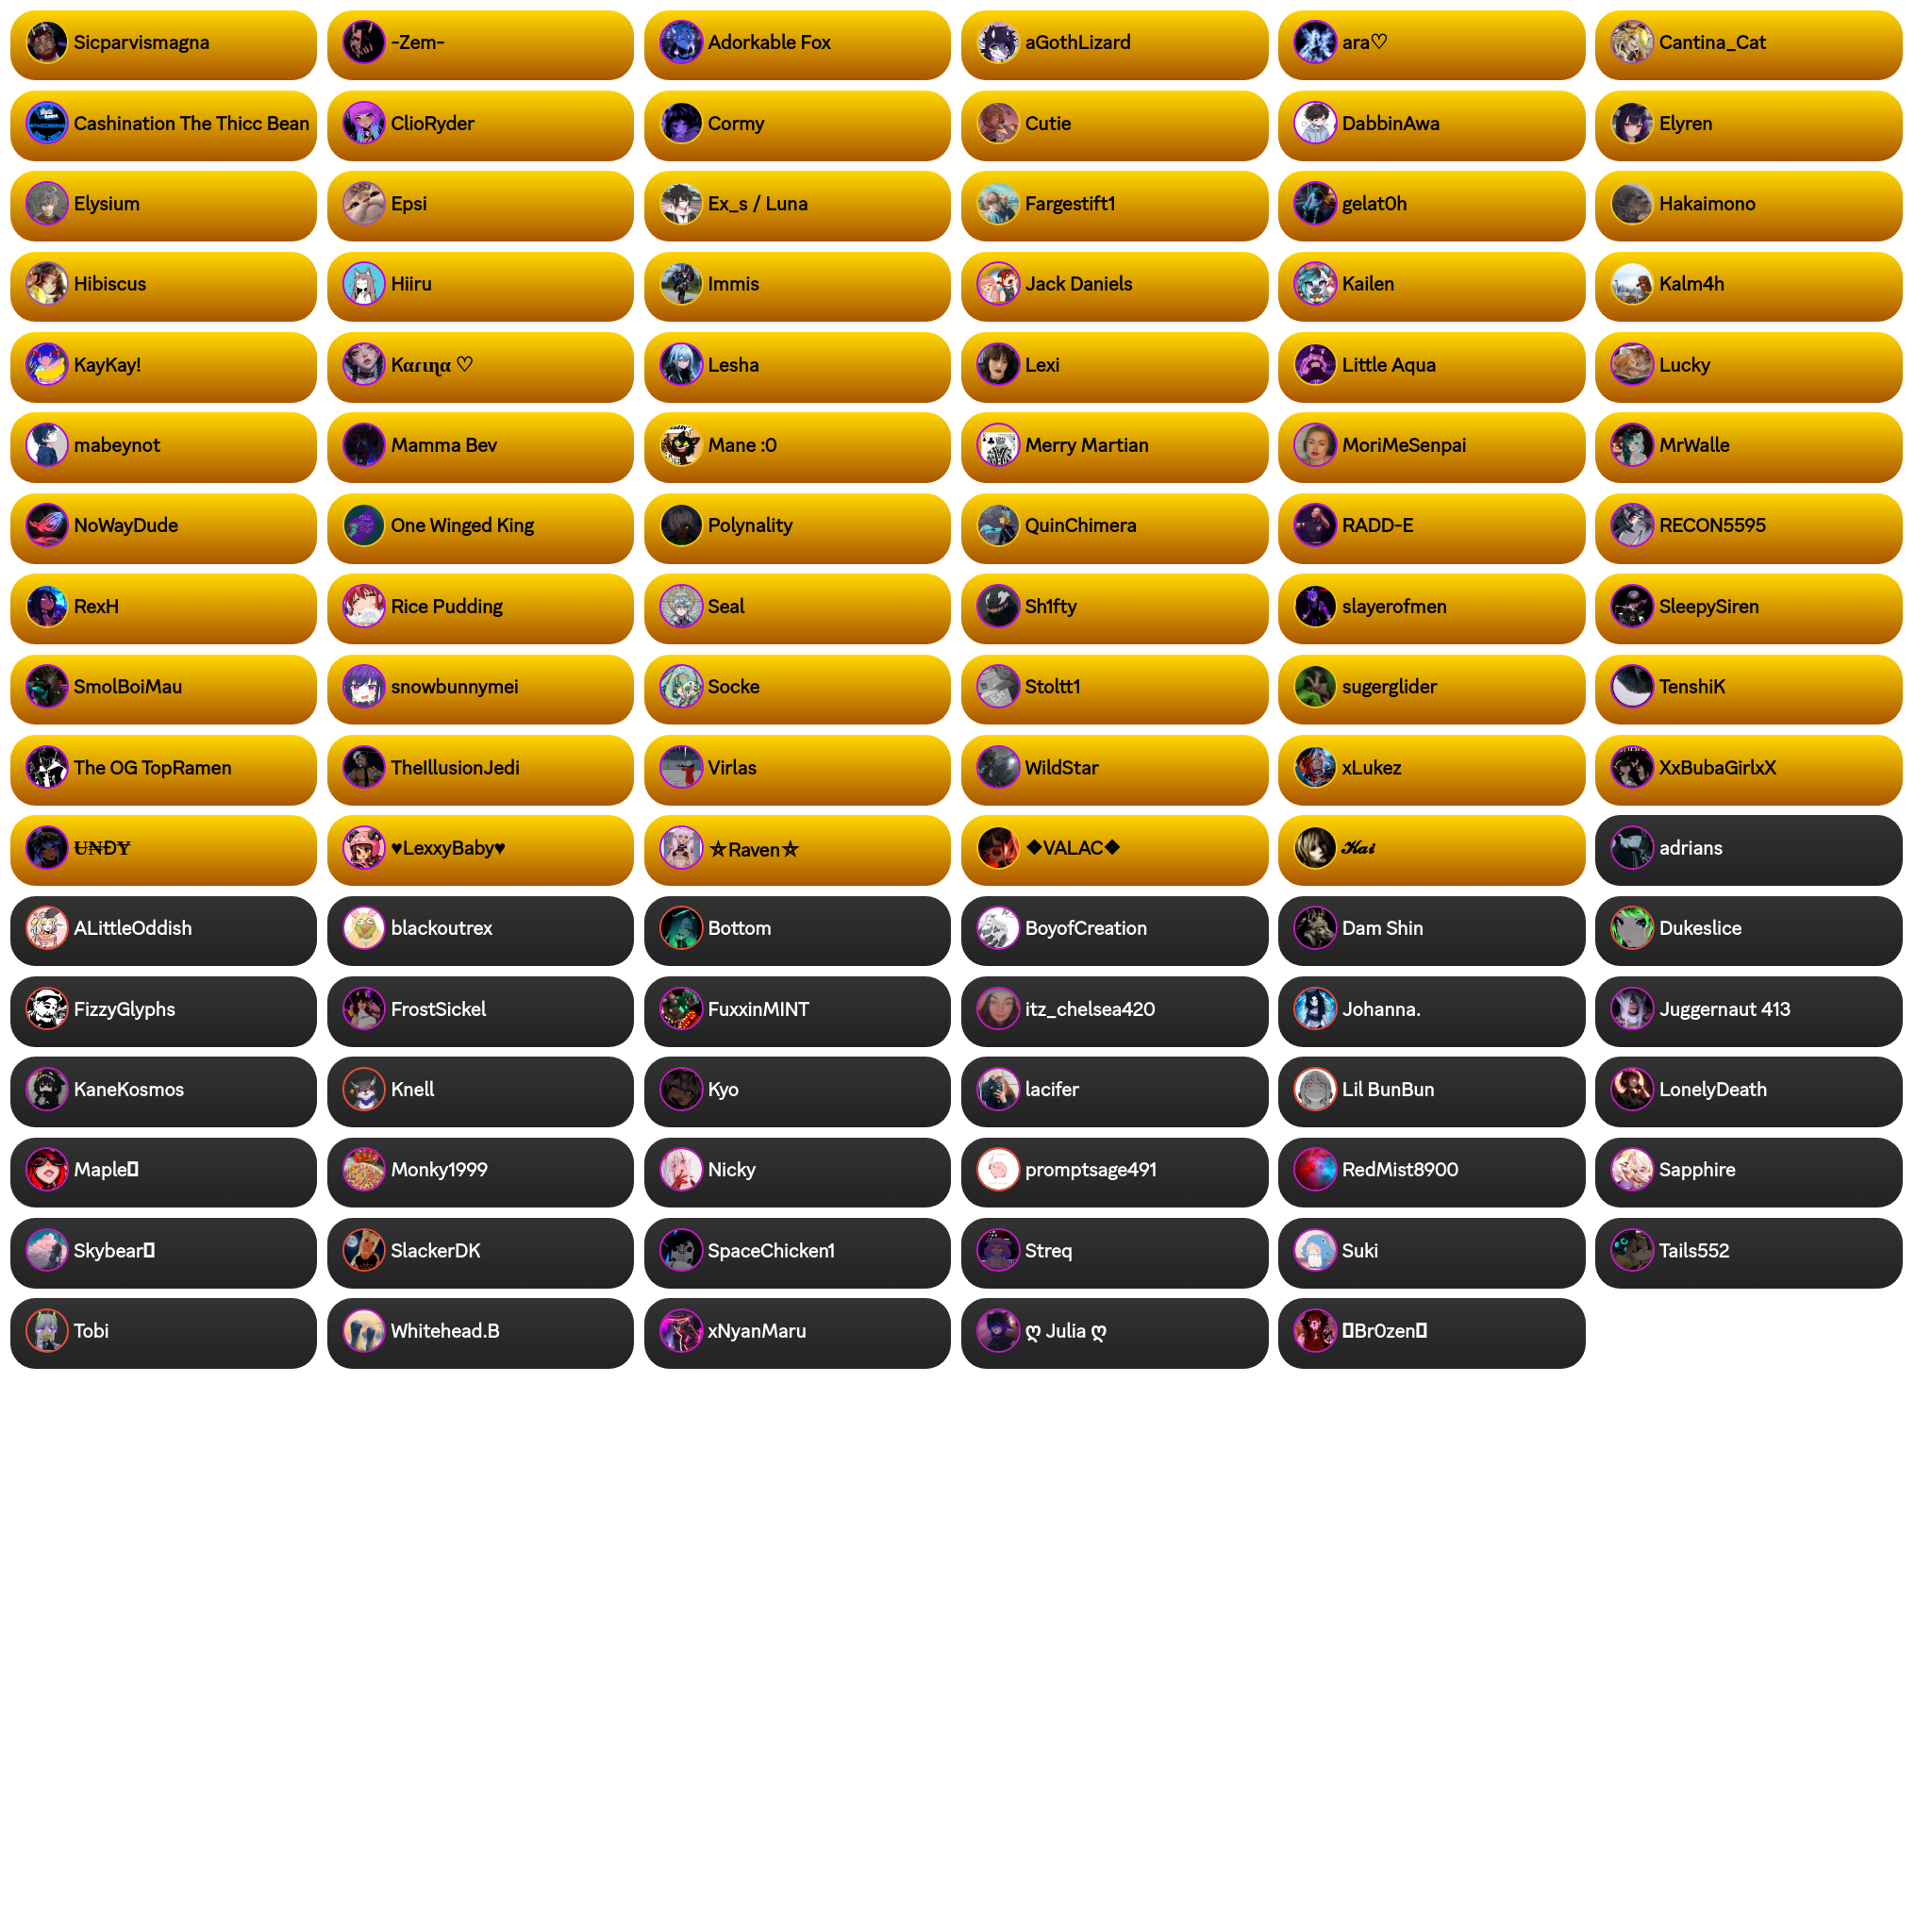 Sicparvismagna
-Zem-
Adorkable Fox
aGothLizard
ara♡
Cantina_Cat
Cashination The Thicc Bean
ClioRyder
Cormy
Cutie
DabbinAwa
Elyren
Elysium
Epsi
Ex_s / Luna
Fargestift1
gelat0h
Hakaimono
Hibiscus
Hiiru
Immis
Jack Daniels
Kailen
Kalm4h
KayKay!
Kαɾιɳα ♡
Lesha
Lexi
Little Aqua
Lucky
mabeynot
Mamma Bev
Mane :0
Merry Martian
MoriMeSenpai
MrWalle
NoWayDude
One Winged King
Polynality
QuinChimera
RADD-E
RECON5595
RexH
Rice Pudding
Seal
Sh1fty
slayerofmen
SleepySiren
SmolBoiMau
snowbunnymei
Socke
Stoltt1
sugerglider
TenshiK
The OG TopRamen
TheIllusionJedi
Virlas
WildStar
xLukez
XxBubaGirlxX
Ʉ₦ĐɎ
♥LexxyBaby♥
⛤Raven⛤
❖VALAC❖
𝓚𝓪𝓲
adrians
ALittleOddish
blackoutrex
Bottom
BoyofCreation
Dam Shin
Dukeslice
FizzyGlyphs
FrostSickel
FuxxinMINT
itz_chelsea420
Johanna.
Juggernaut 413
KaneKosmos
Knell
Kyo
lacifer
Lil BunBun
LonelyDeath
Maple
Monky1999
Nicky
promptsage491
RedMist8900
Sapphire
Skybear
SlackerDK
SpaceChicken1
Streq
Suki
Tails552
Tobi
Whitehead.B
xNyanMaru
ღ Julia ღ
Br0zen